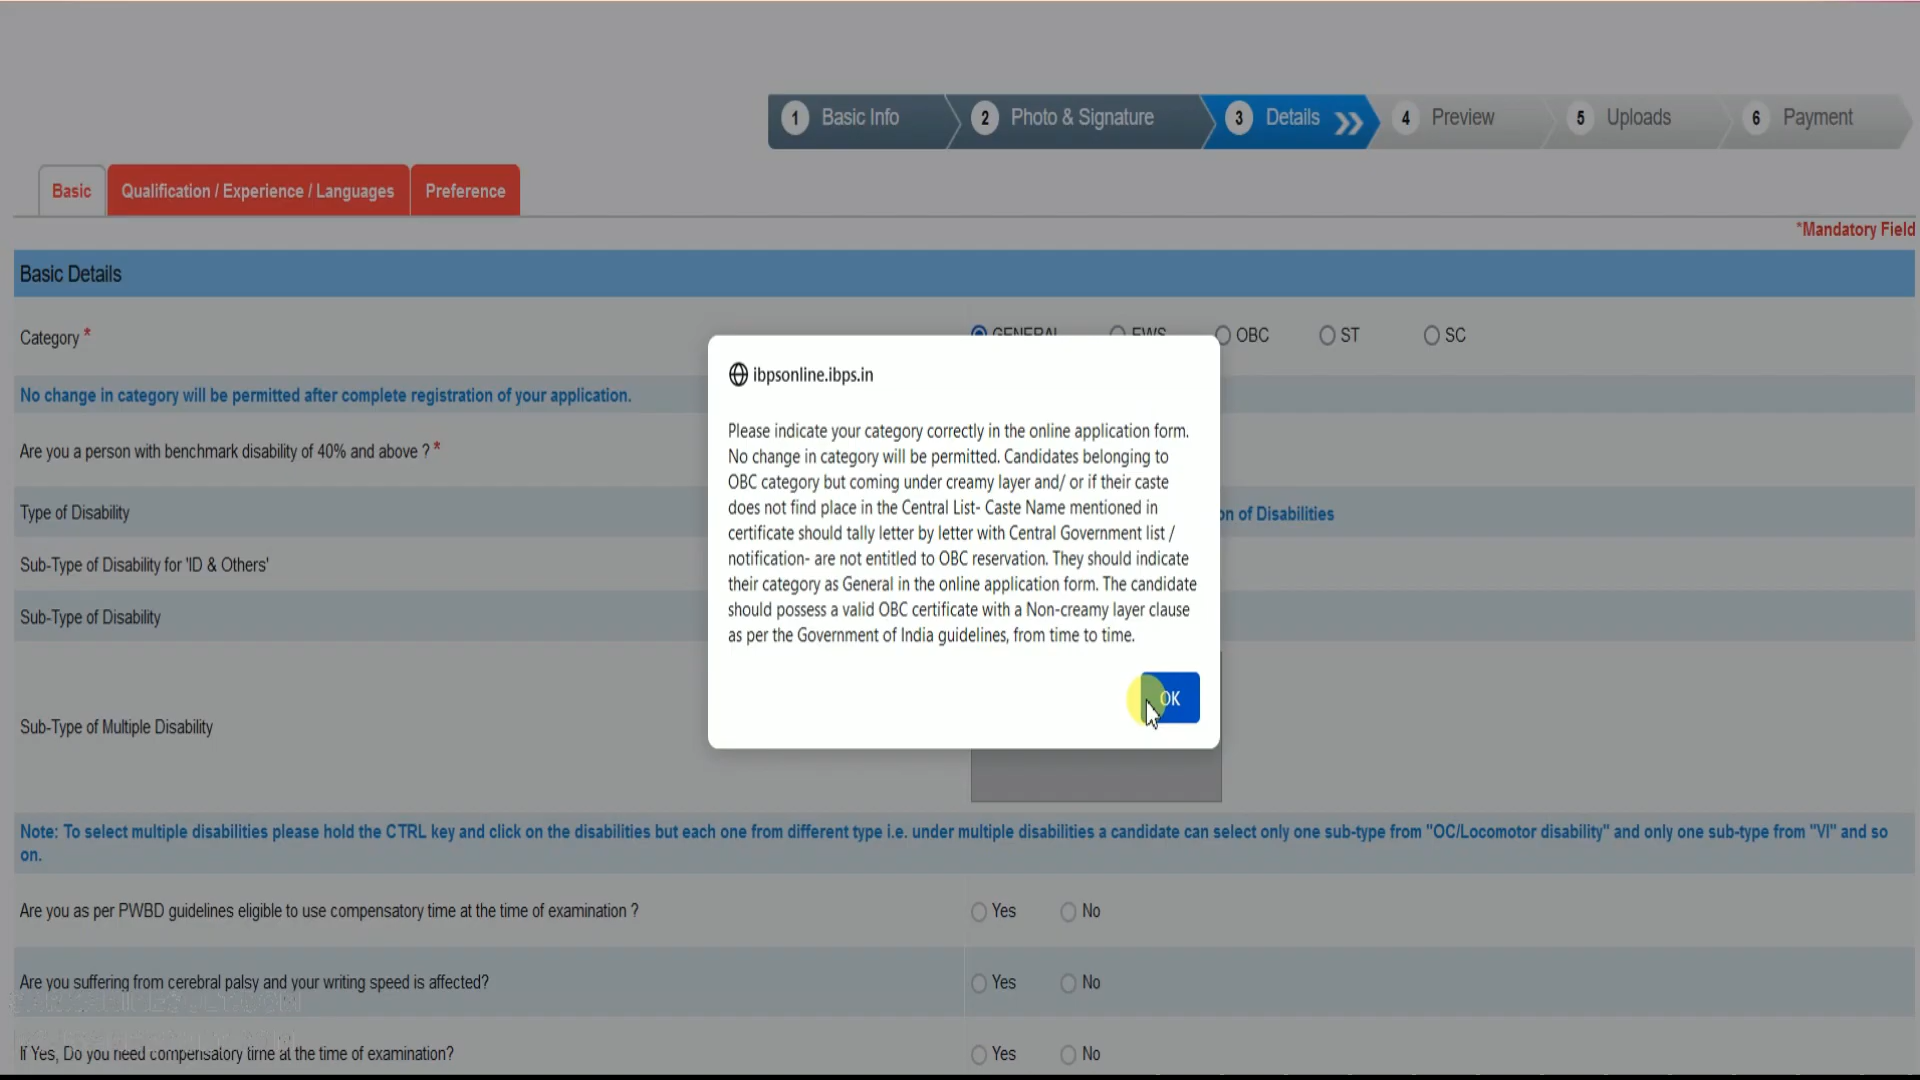 1 Basic Info 2 Photo & Signature 3 Details 4 Preview 5 Uploads 6 Payment
Basic Qualification / Experience / Languages Preference
*Mandatory Field
Basic Details
Category * GENERAL EWS OBC ST SC
No change in category will be permitted after complete registration of your application.
Are you a person with benchmark disability of 40% and above ? *
Type of Disability
on of Disabilities
Sub-Type of Disability for 'ID & Others'
Sub-Type of Disability
Sub-Type of Multiple Disability
ibpsonline.ibps.in
Please indicate your category correctly in the online application form.
No change in category will be permitted. Candidates belonging to
OBC category but coming under creamy layer and/ or if their caste
does not find place in the Central List- Caste Name mentioned in
certificate should tally letter by letter with Central Government list /
notification- are not entitled to OBC reservation. They should indicate
their category as General in the online application form. The candidate
should possess a valid OBC certificate with a Non-creamy layer clause
as per the Government of India guidelines, from time to time.
OK
Note: To select multiple disabilities please hold the CTRL key and click on the disabilities but each one from different type i.e. under multiple disabilities a candidate can select only one sub-type from "OC/Locomotor disability" and only one sub-type from "VI" and so
on.
Are you as per PWBD guidelines eligible to use compensatory time at the time of examination ? Yes No
Are you suffering from cerebral palsy and your writing speed is affected? Yes No
If Yes, Do you need compensatory time at the time of examination? Yes No